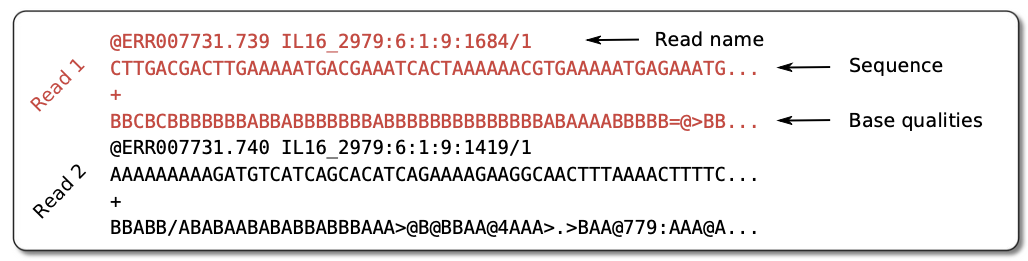 @ERR007731.739 IL16_2979:6:1:9:1684/1 Read name
CTTGACGACTTGAAAAATGACGAAATCACTAAAAAACGTGAAAAATGAGAAATG... Sequence
+
BBCBCBBBBBBBABBABBBBBBBABBBBBBBBBBBBBBABAAAABBBBB=@>BB... Base qualities
Read 1
@ERR007731.740 IL16_2979:6:1:9:1419/1
AAAAAAAAAGATGTCATCAGCACATCAGAAAAGAAGGCAACTTTAAAACTTTTC...
+
BBABB/ABABAABABABBABBBAAA>@B@BBAA@4AAA>.>BAA@779:AAA@A...
Read 2